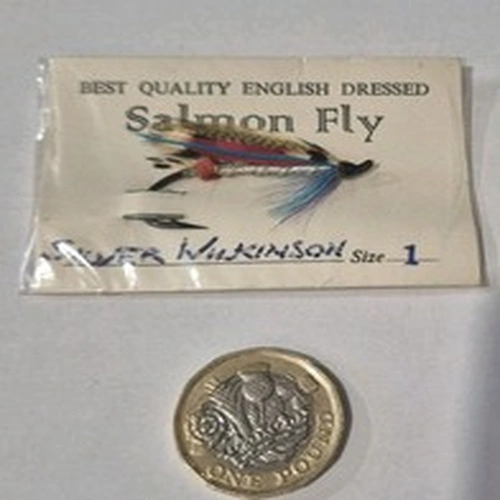 BEST QUALITY ENGLISH DRESSED
Salmon Fly
SILVER WILKINSON Size 1
ONE POUND